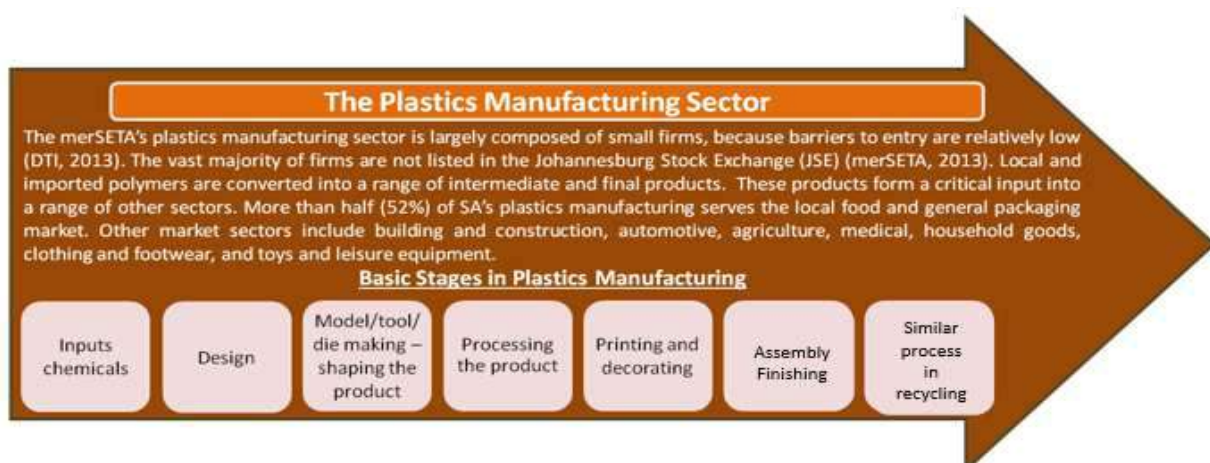 The Plastics Manufacturing Sector
The merSETA's plastics manufacturing sector is largely composed of small firms, because barriers to entry are relatively low
(DTI, 2013). The vast majority of firms are not listed in the Johannesburg Stock Exchange (JSE) (merSETA, 2013). Local and
imported polymers are converted into a range of intermediate and final products. These products form a critical input into
a range of other sectors. More than half (52%) of SA's plastics manufacturing serves the local food and general packaging
market. Other market sectors include building and construction, automotive, agriculture, medical, household goods,
clothing and footwear, and toys and leisure equipment.
Basic Stages in Plastics Manufacturing
Inputs
chemicals
Design
Model/tool/
die making –
shaping the
product
Processing
the product
Printing and
decorating
Assembly
Finishing
Similar
process
in
recycling